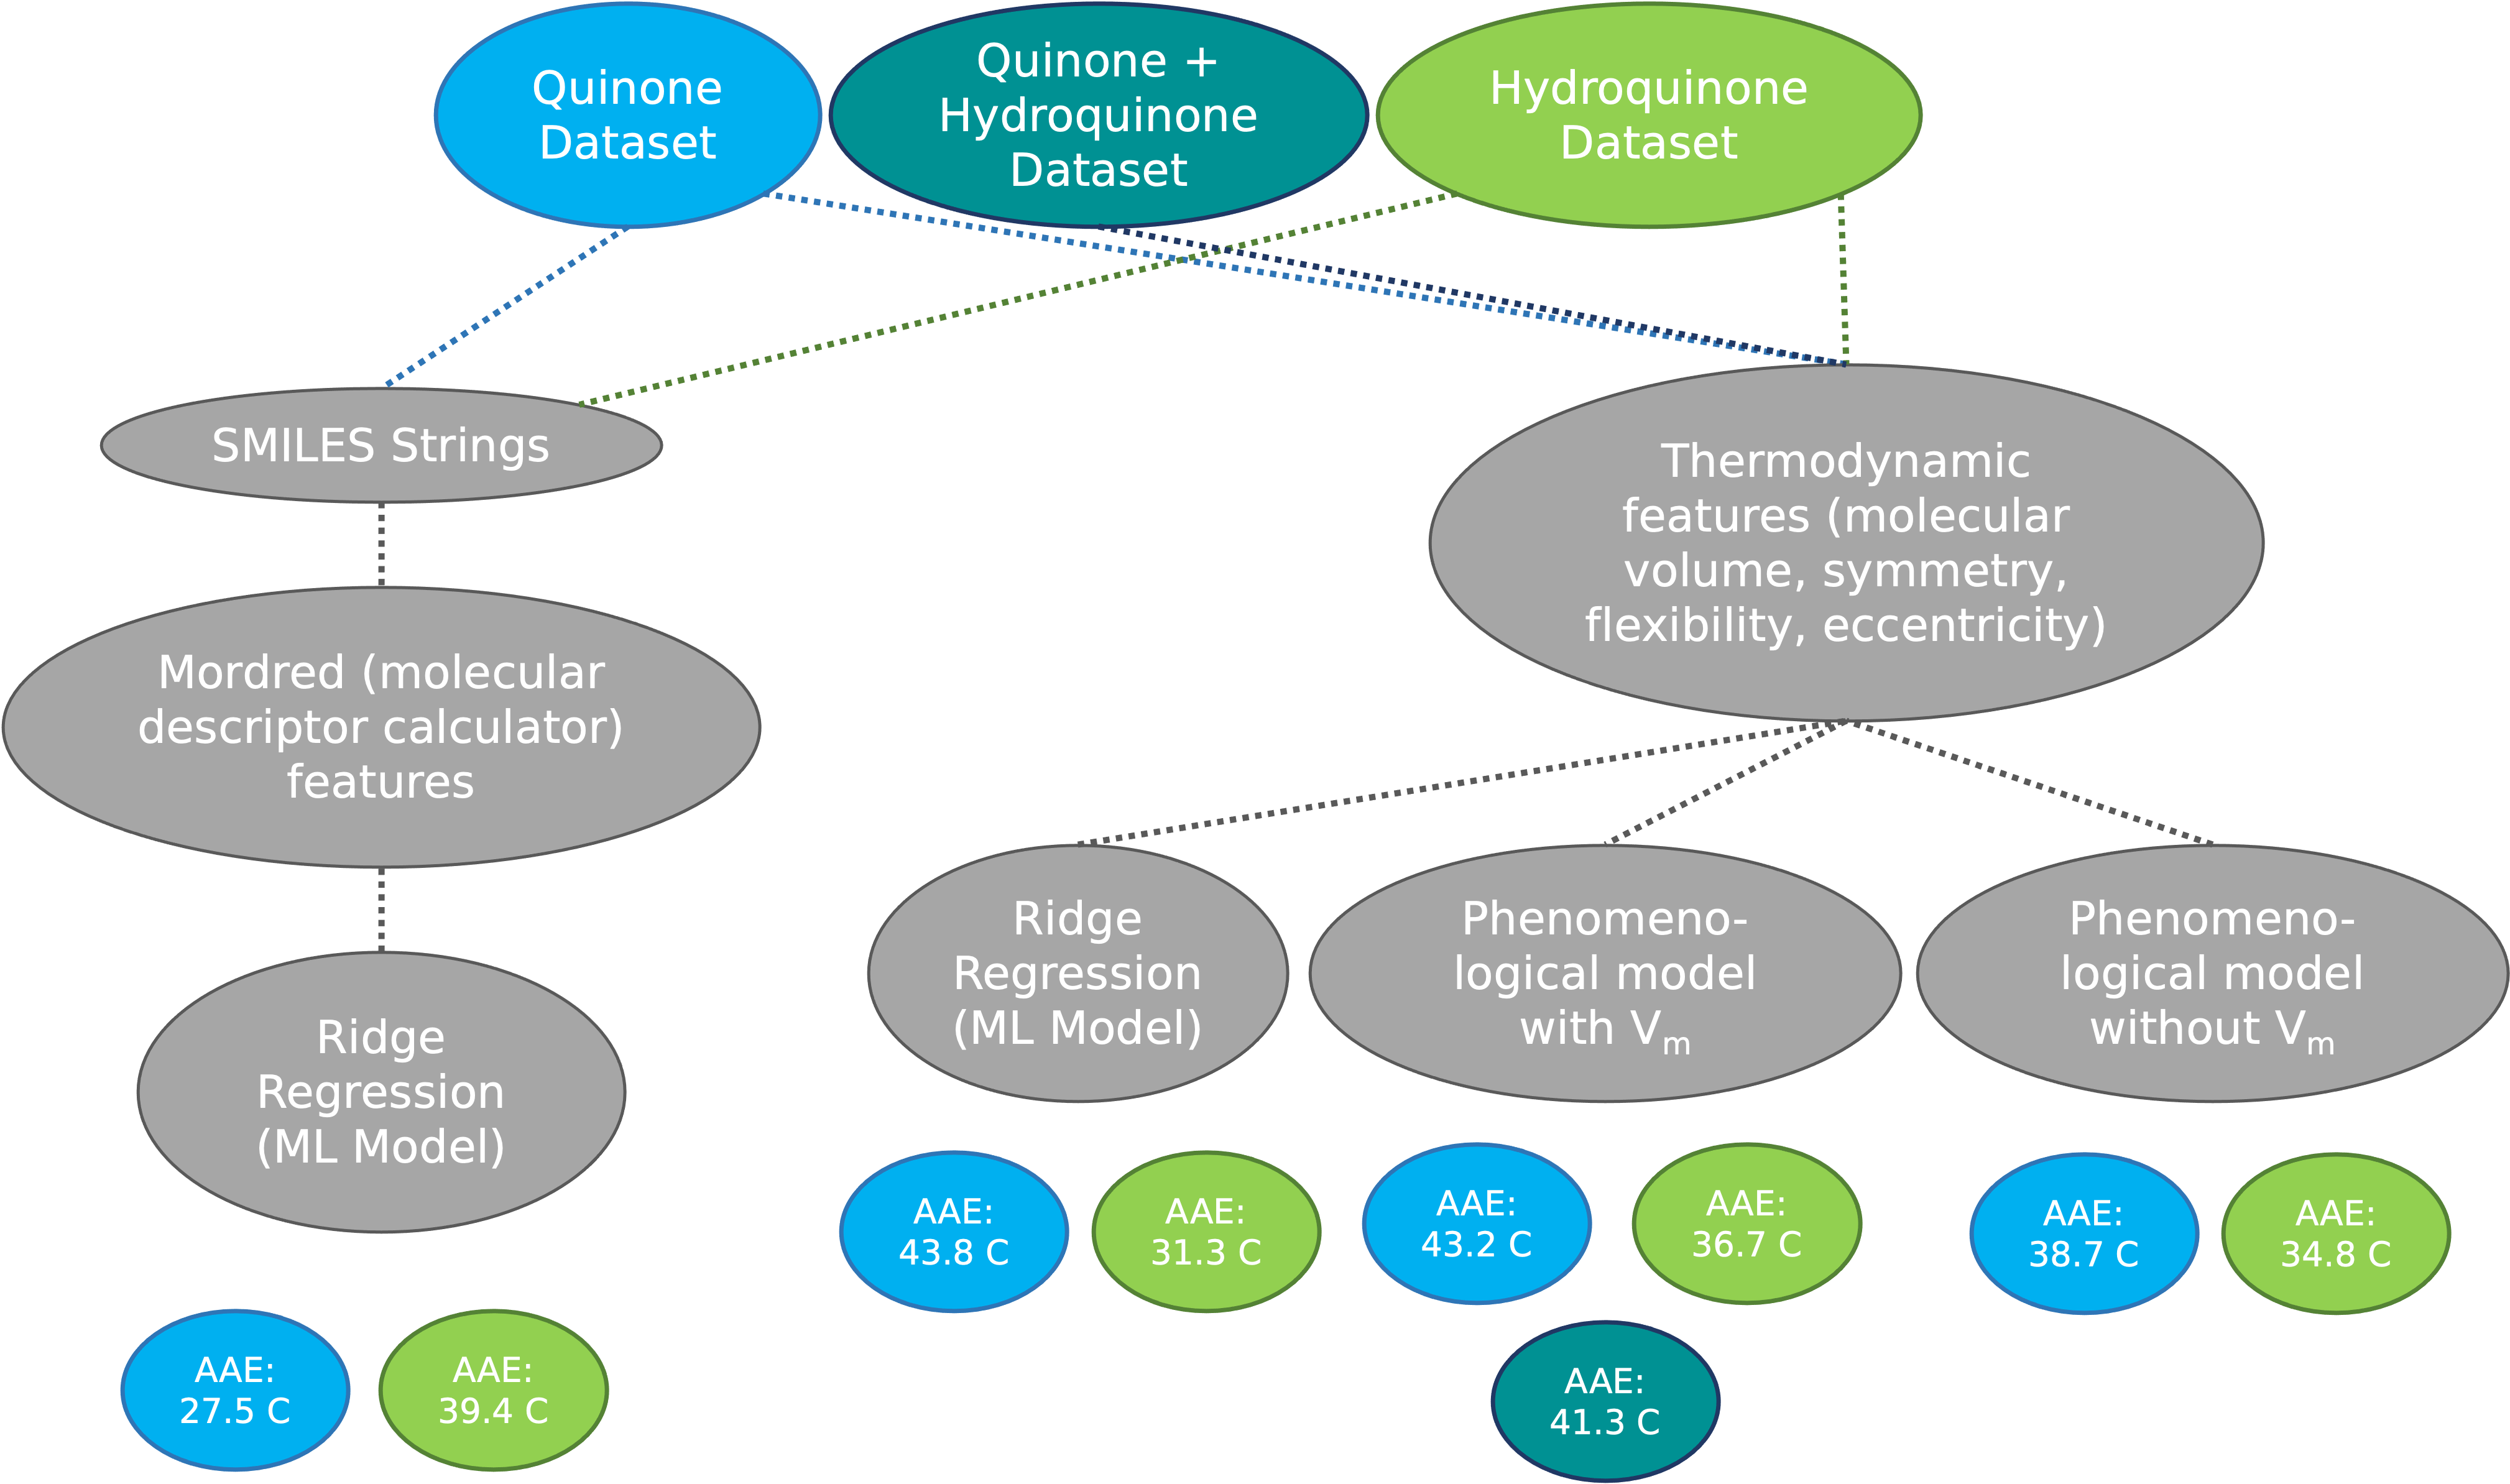 Quinone
Dataset
Quinone +
Hydroquinone
Dataset
Hydroquinone
Dataset
SMILES Strings
Thermodynamic
features (molecular
volume, symmetry,
flexibility, eccentricity)
Mordred (molecular
descriptor calculator)
features
Ridge
Regression
(ML Model)
Ridge
Regression
(ML Model)
Phenomeno-
logical model
with Vm
Phenomeno-
logical model
without Vm
AAE:
43.8 C
AAE:
31.3 C
AAE:
43.2 C
AAE:
36.7 C
AAE:
38.7 C
AAE:
34.8 C
AAE:
27.5 C
AAE:
39.4 C
AAE:
41.3 C